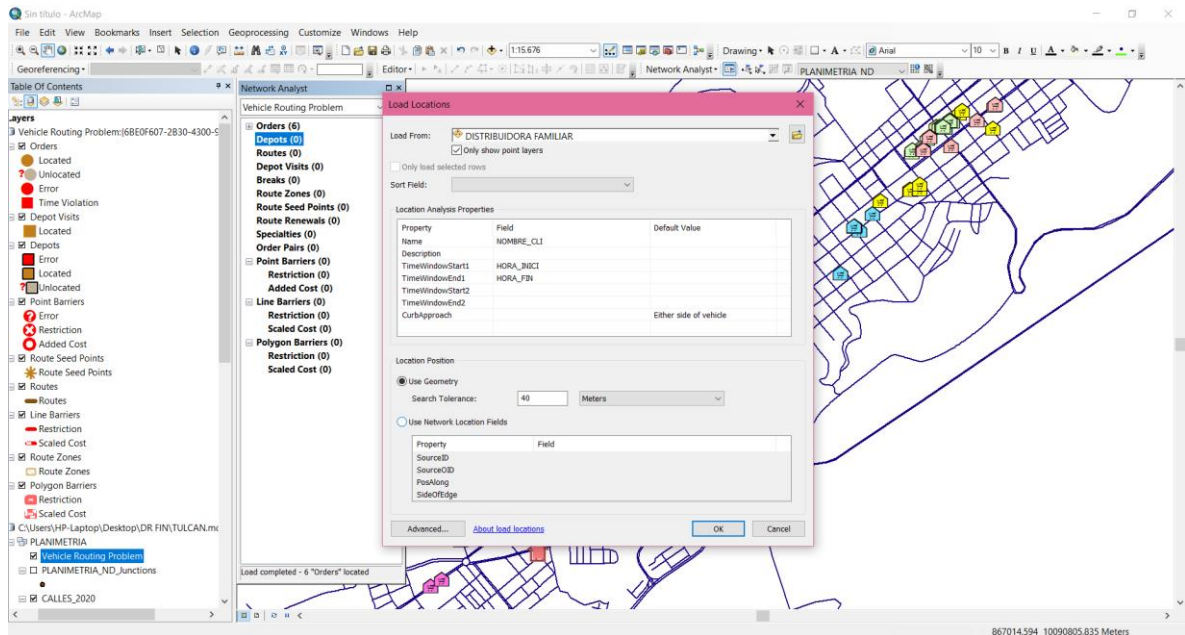 Sin título - ArcMap
File Edit View Bookmarks Insert Selection Geoprocessing Customize Windows Help
1:15.676
Drawing
Arial
10
B I U A
Georeferencing
Editor
Network Analyst
PLANIMETRIA_ND
Table Of Contents
Layers
Vehicle Routing Problem:(6BE0F607-2B30-4300-9
Orders
Located
Unlocated
Error
Time Violation
Depot Visits
Located
Depots
Error
Located
Unlocated
Point Barriers
Error
Restriction
Added Cost
Route Seed Points
Route Seed Points
Routes
Routes
Line Barriers
Restriction
Scaled Cost
Route Zones
Route Zones
Polygon Barriers
Restriction
Scaled Cost
C:\Users\HP-Laptop\Desktop\DR FIN\TULCAN.mc
PLANIMETRIA
Vehicle Routing Problem
PLANIMETRIA_ND_Junctions
CALLES_2020
Network Analyst
Vehicle Routing Problem
Orders (6)
Depots (0)
Routes (0)
Depot Visits (0)
Breaks (0)
Route Zones (0)
Route Seed Points (0)
Route Renewals (0)
Specialties (0)
Order Pairs (0)
Point Barriers (0)
Restriction (0)
Added Cost (0)
Line Barriers (0)
Restriction (0)
Scaled Cost (0)
Polygon Barriers (0)
Restriction (0)
Scaled Cost (0)
Load completed - 6 "Orders" located
Load Locations
Load From: DISTRIBUIDORA FAMILIAR
Only show point layers
Only load selected rows
Sort Field:
Location Analysis Properties
Property Field Default Value
Name NOMBRE_CLI
Description
TimeWindowStart1 HORA_INICI
TimeWindowEnd1 HORA_FIN
TimeWindowStart2
TimeWindowEnd2
CurbApproach Either side of vehicle
Location Position
Use Geometry
Search Tolerance: 40 Meters
Use Network Location Fields
Property Field
SourceID
SourceOID
PosAlong
SideOfEdge
Advanced... About load locations OK Cancel
867014.594 10090805.835 Meters